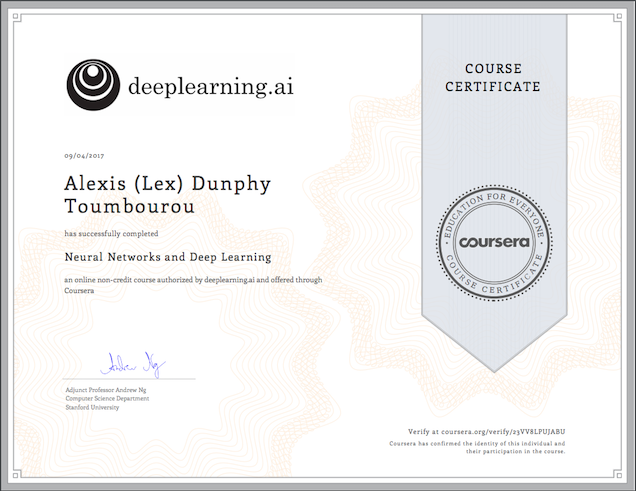 deeplearning.ai
COURSE
CERTIFICATE
09/04/2017
Alexis (Lex) Dunphy
Toumbourou
has successfully completed
Neural Networks and Deep Learning
an online non-credit course authorized by deeplearning.ai and offered through
Coursera
EDUCATION FOR EVERYONE
coursera
COURSE CERTIFICATE
Andrew Ng
Adjunct Professor Andrew Ng
Computer Science Department
Stanford University
Verify at coursera.org/verify/23VV8LPUJABU
Coursera has confirmed the identity of this individual and
their participation in the course.